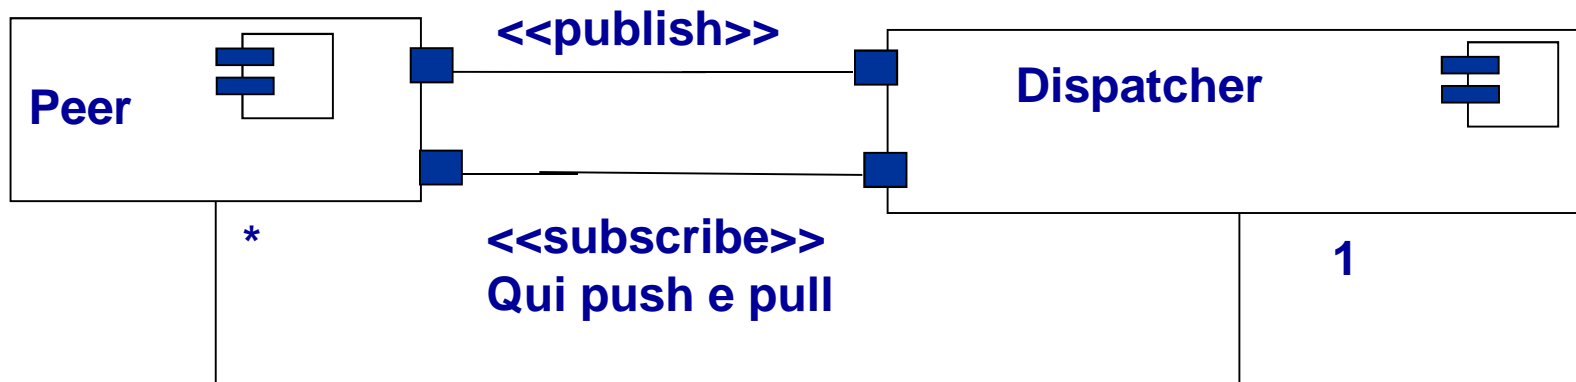 <<publish>>
Peer
Dispatcher
*
<<subscribe>>
Qui push e pull
1